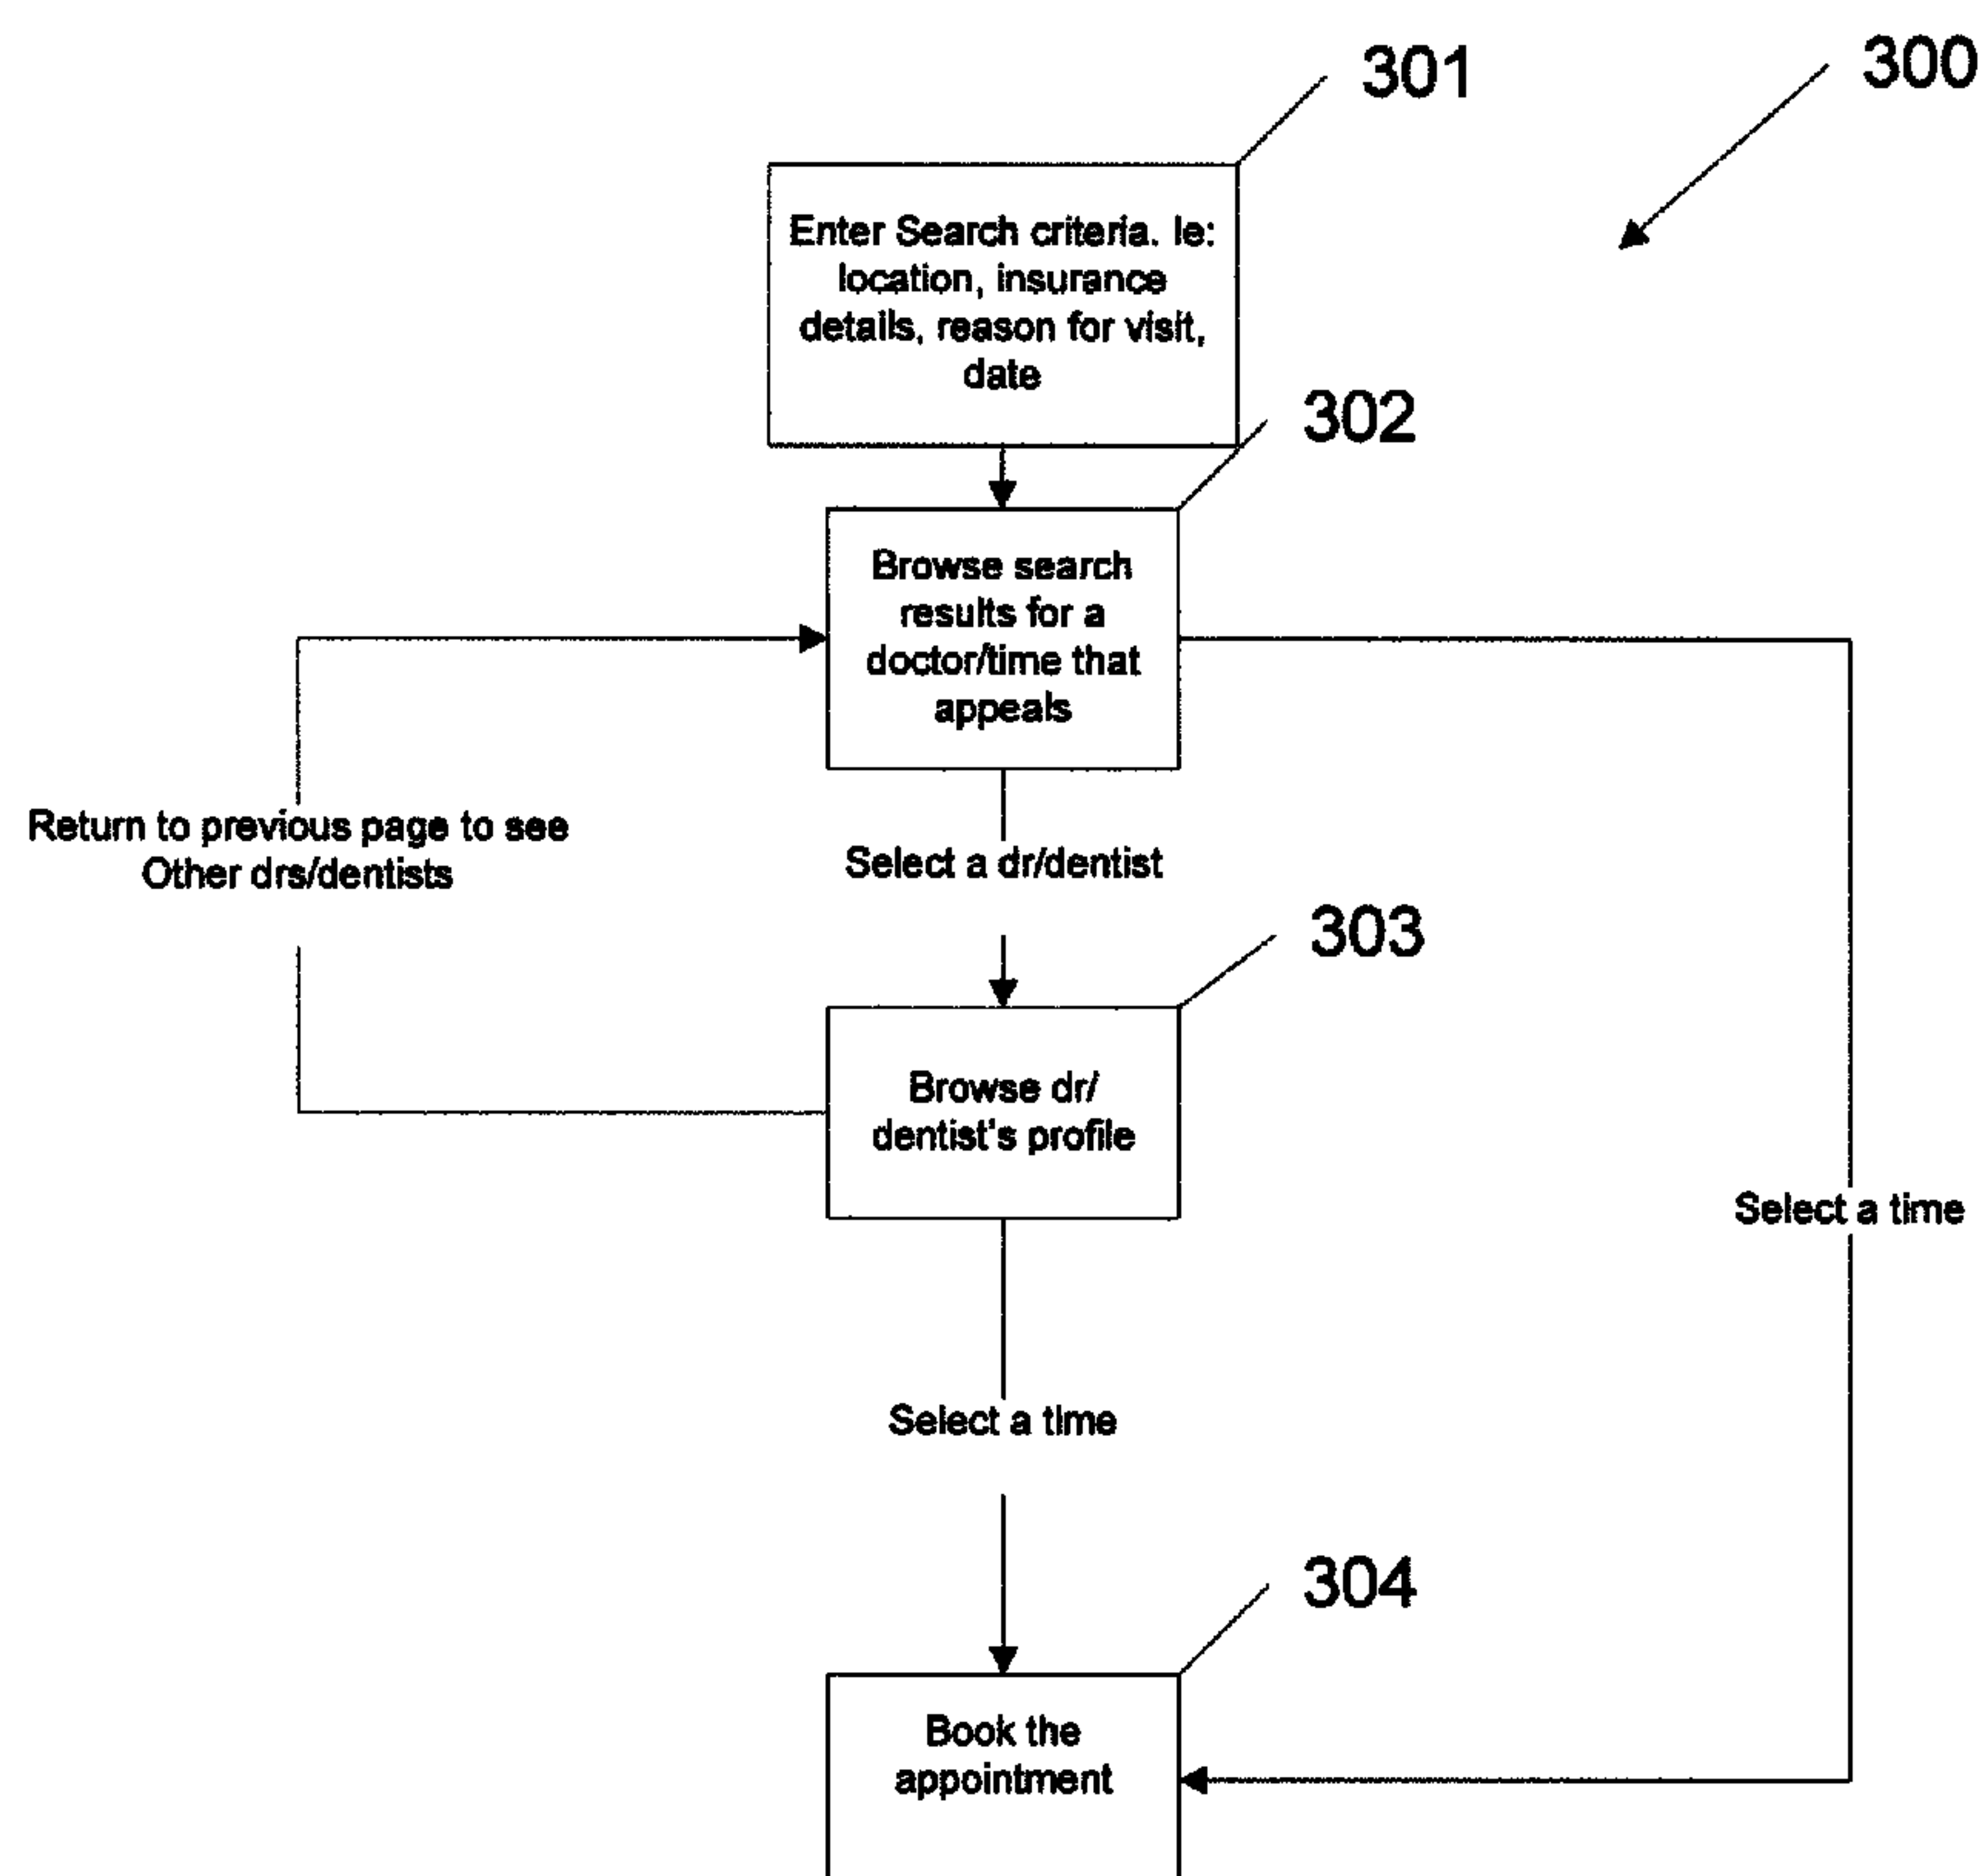 300
301
Enter Search criteria. Ie:
location, insurance
details, reason for visit,
date
302
Browse search
results for a
doctor/time that
appeals
Return to previous page to see
Other drs/dentists
Select a dr/dentist
303
Browse dr/
dentist's profile
Select a time
Select a time
304
Book the
appointment